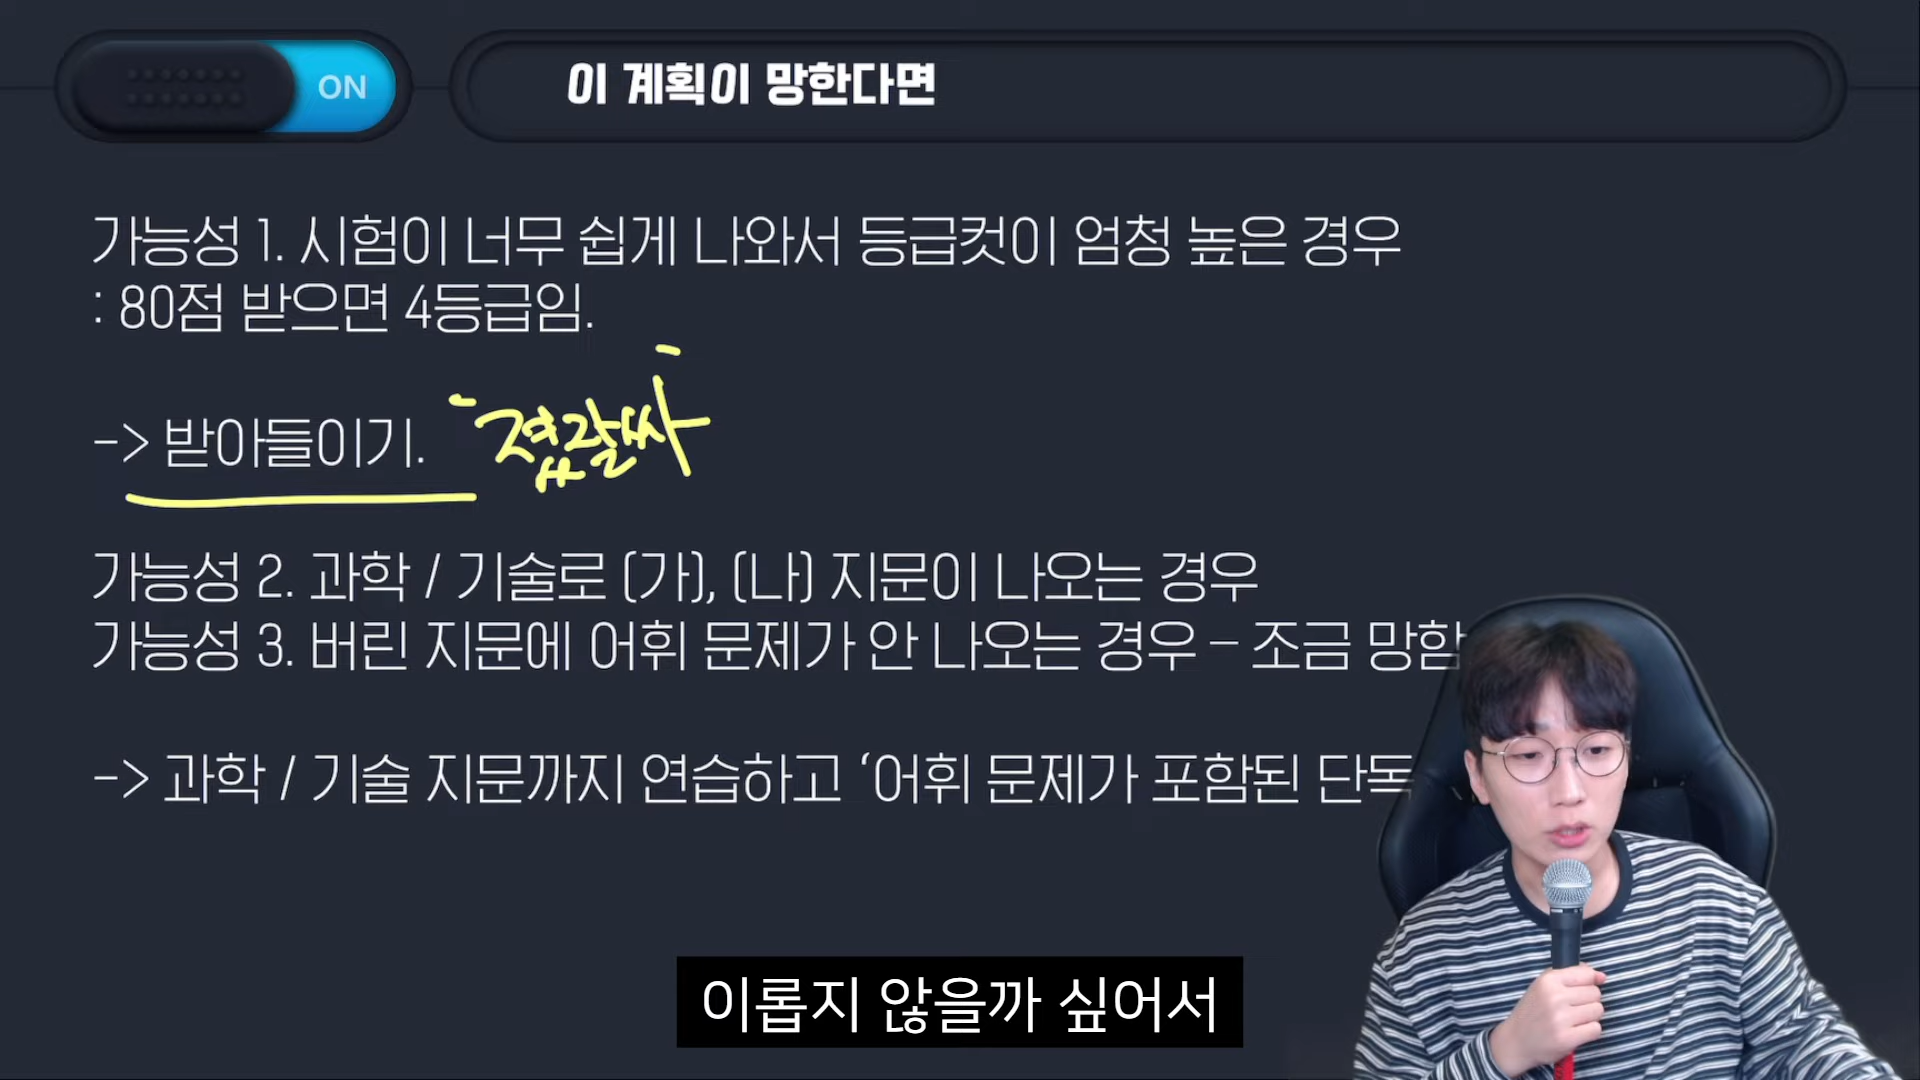 ON
이 계획이 망한다면
가능성 1. 시험이 너무 쉽게 나와서 등급컷이 엄청 높은 경우
: 80점 받으면 4등급임.
-> 받아들이기. 졌잘싸
가능성 2. 과학 / 기술로 (가), (나) 지문이 나오는 경우
가능성 3. 버린 지문에 어휘 문제가 안 나오는 경우 - 조금 망함
-> 과학 / 기술 지문까지 연습하고 ‘어휘 문제가 포함된 단독
이롭지 않을까 싶어서